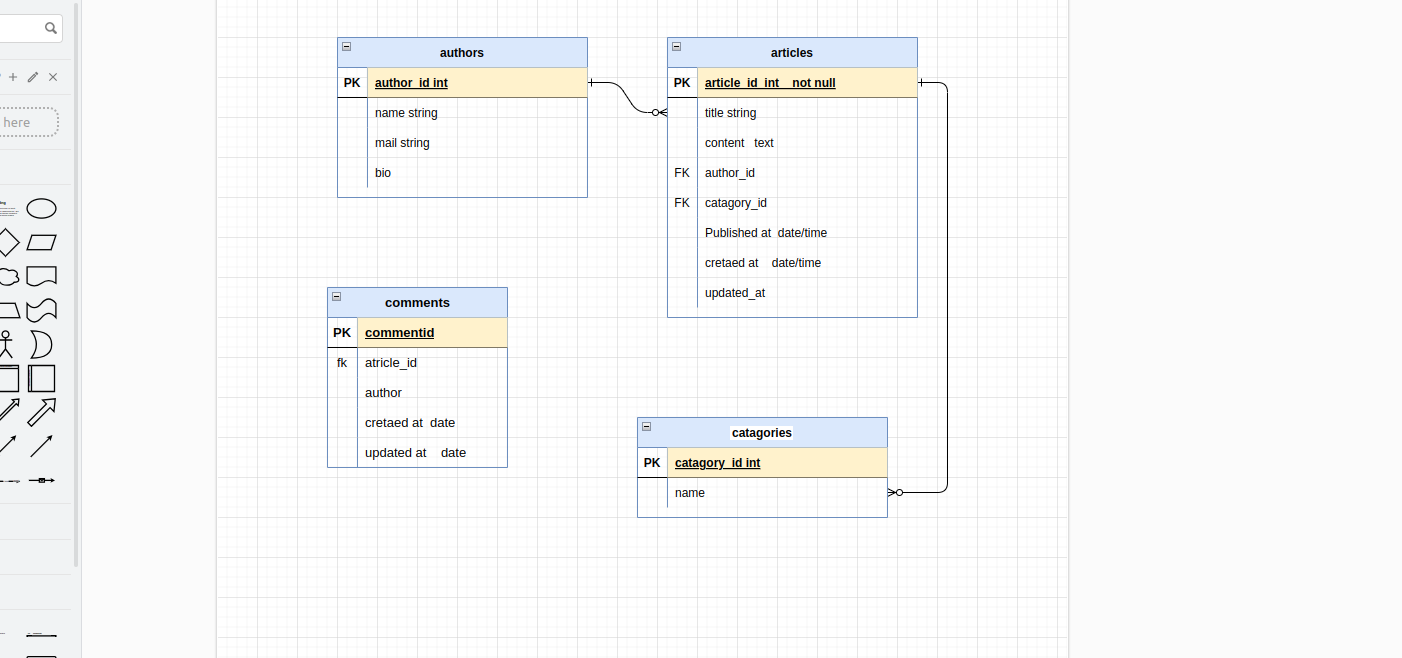 here
authors
PK author_id int
name string
mail string
bio
articles
PK article_id int not null
title string
content text
FK author_id
FK catagory_id
Published at date/time
cretaed at date/time
updated_at
comments
PK commentid
fk atricle_id
author
cretaed at date
updated at date
catagories
PK catagory_id int
name